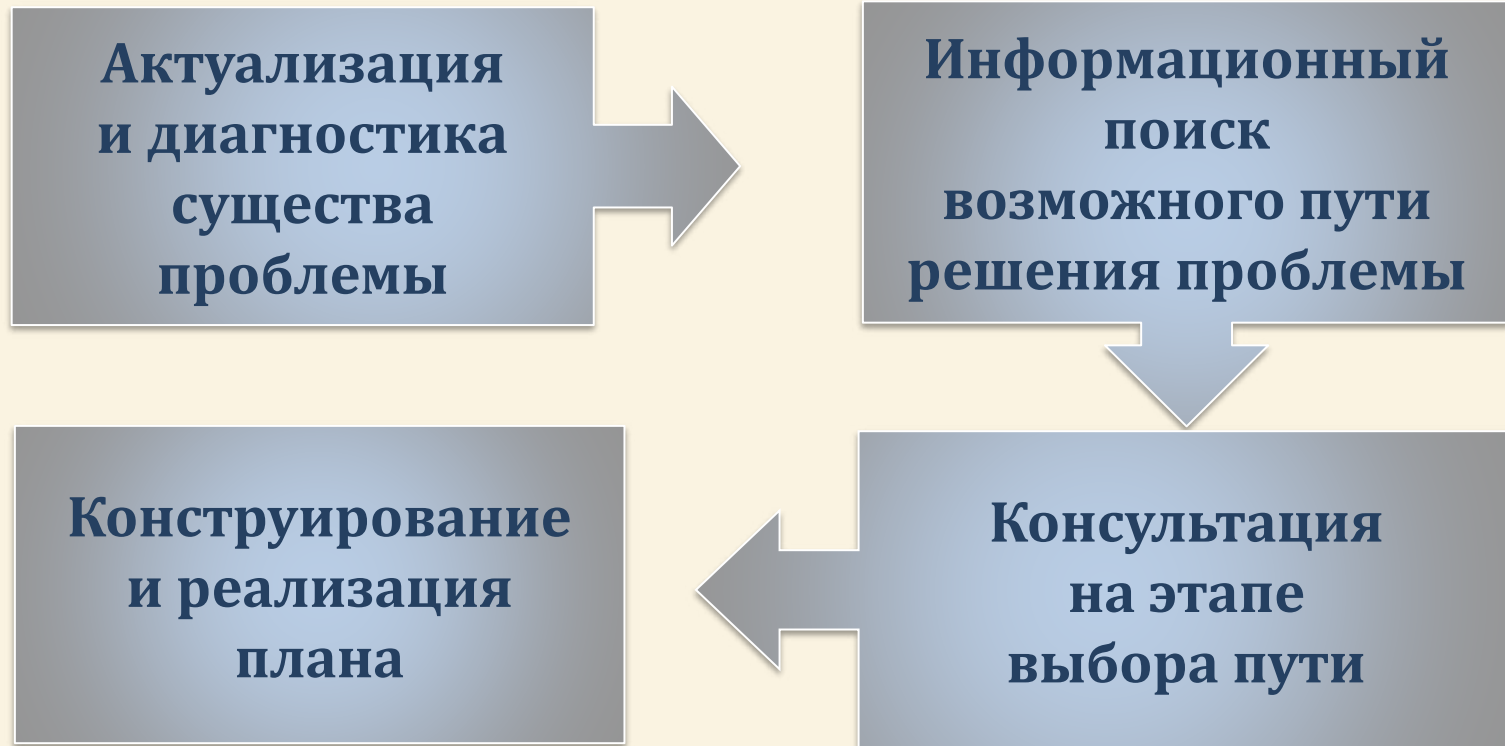 Актуализация
и диагностика
существа
проблемы
Информационный
поиск
возможного пути
решения проблемы
Консультация
на этапе
выбора пути
Конструирование
и реализация
плана